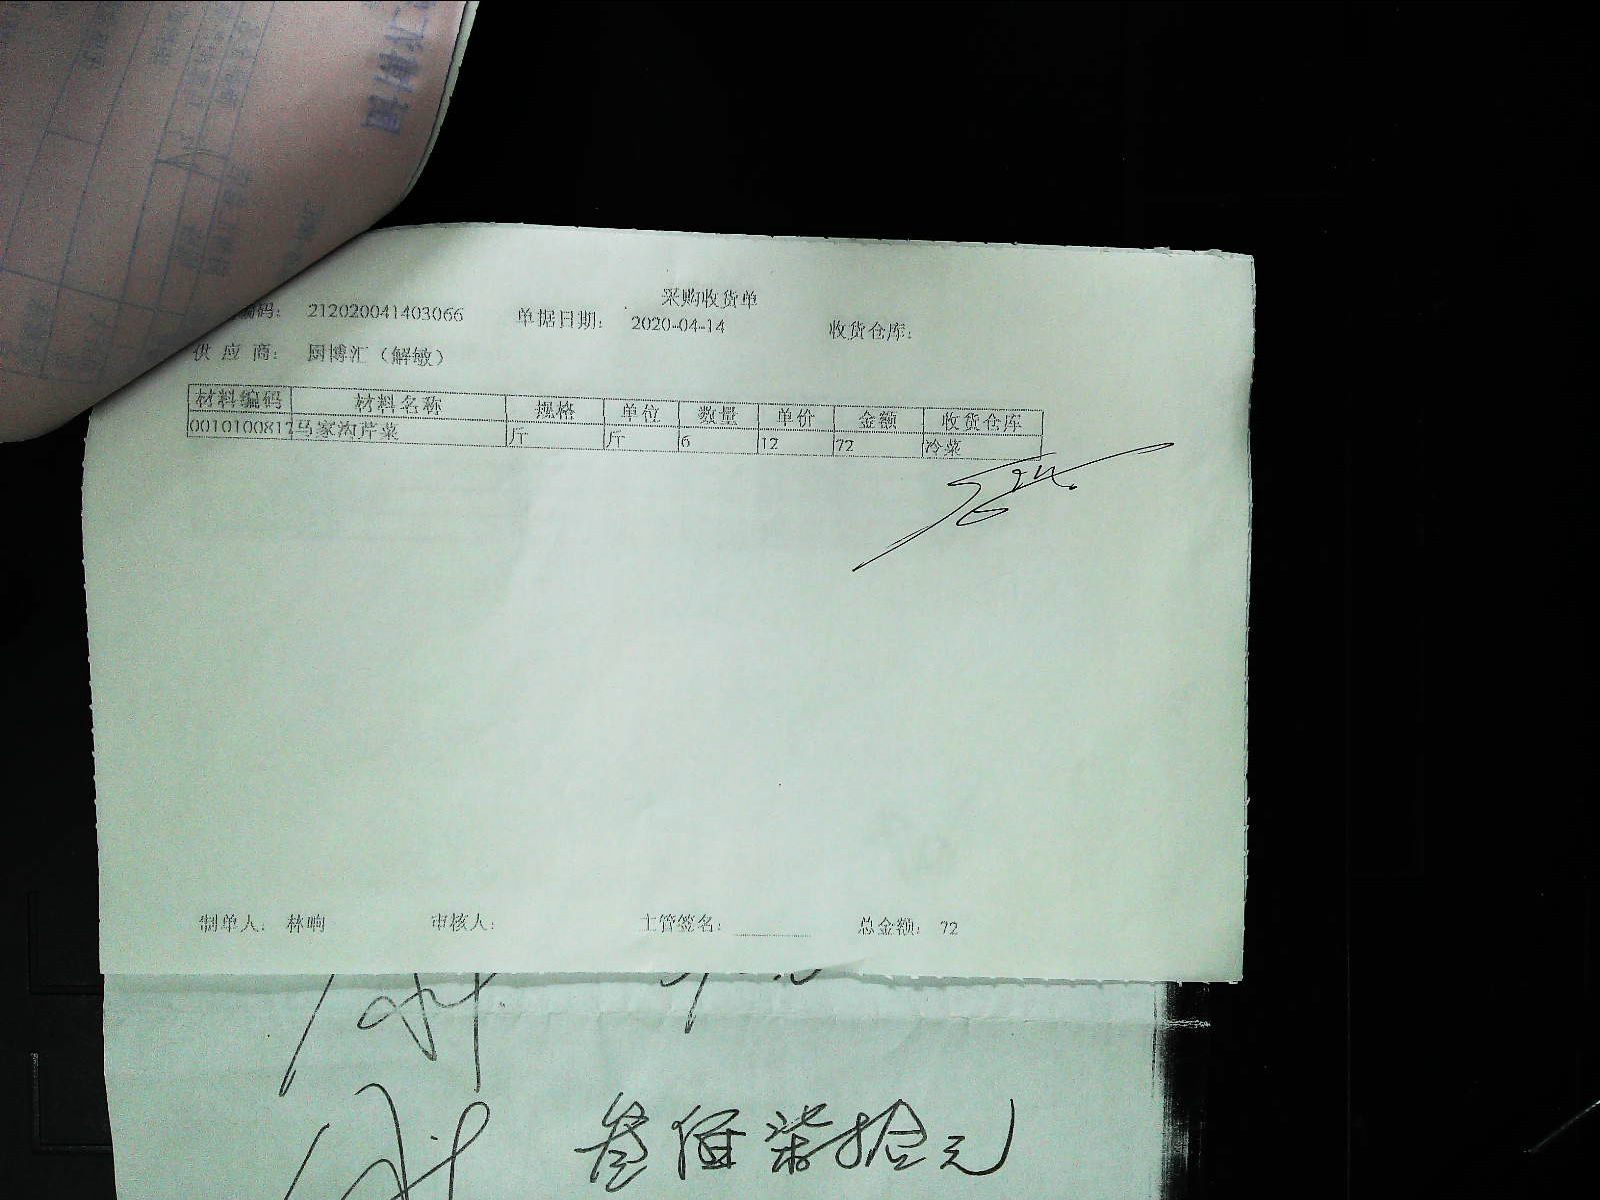 采购收货单
编码： 212020041403066 单据日期： 2020-04-14 收货仓库：
供 应 商： 厨博汇（解敏）
材料编码 材料名称 规格 单位 数量 单价 金额 收货仓库
0010100817 马家沟芹菜 斤 斤 6 12 72 冷菜
制单人： 林响 审核人： 主管签名： 总金额： 72
叁佰柒拾元